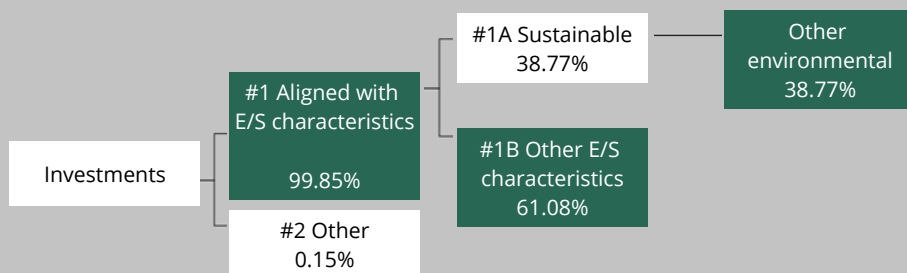 Investments
#1 Aligned with
E/S characteristics
99.85%
#2 Other
0.15%
#1A Sustainable
38.77%
#1B Other E/S
characteristics
61.08%
Other
environmental
38.77%